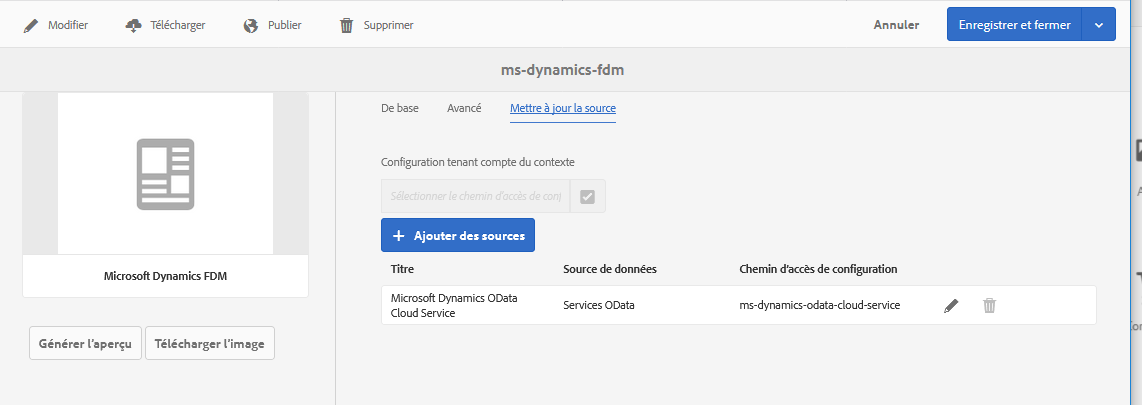 Modifier
Télécharger
Publier
Supprimer
Annuler
Enregistrer et fermer
ms-dynamics-fdm
Microsoft Dynamics FDM
Générer l'aperçu
Télécharger l'image
De base
Avancé
Mettre à jour la source
Configuration tenant compte du contexte
Sélectionner le chemin d'accès de conf
+ Ajouter des sources
Titre
Source de données
Chemin d'accès de configuration
Microsoft Dynamics OData
Cloud Service
Services OData
ms-dynamics-odata-cloud-service